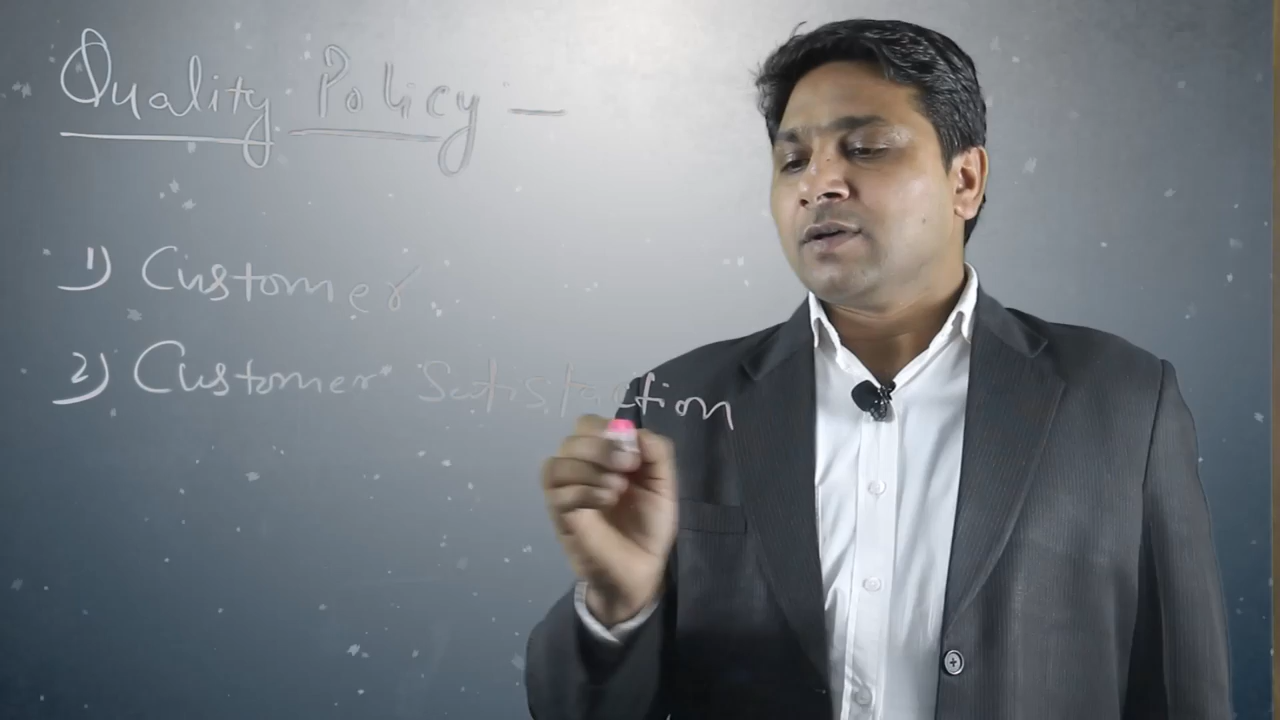 Quality Policy -
1) Customer
2) Customer Satisfaction